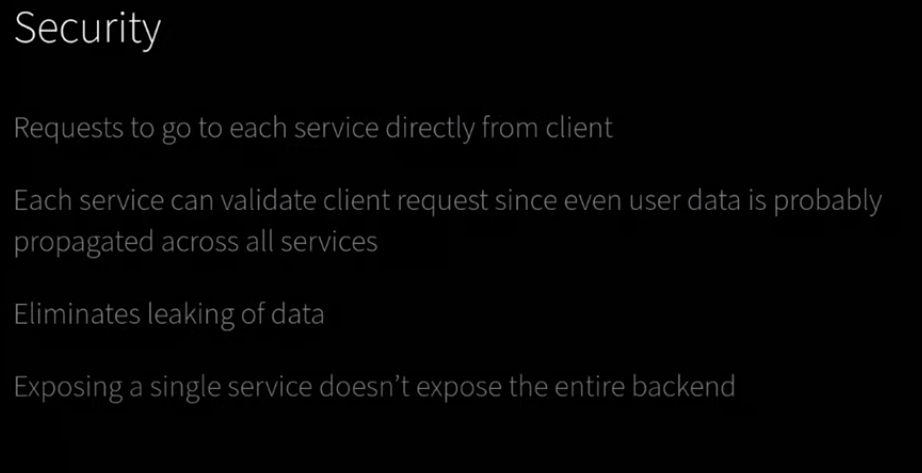 Security
Requests to go to each service directly from client
Each service can validate client request since even user data is probably
propagated across all services
Eliminates leaking of data
Exposing a single service doesn’t expose the entire backend